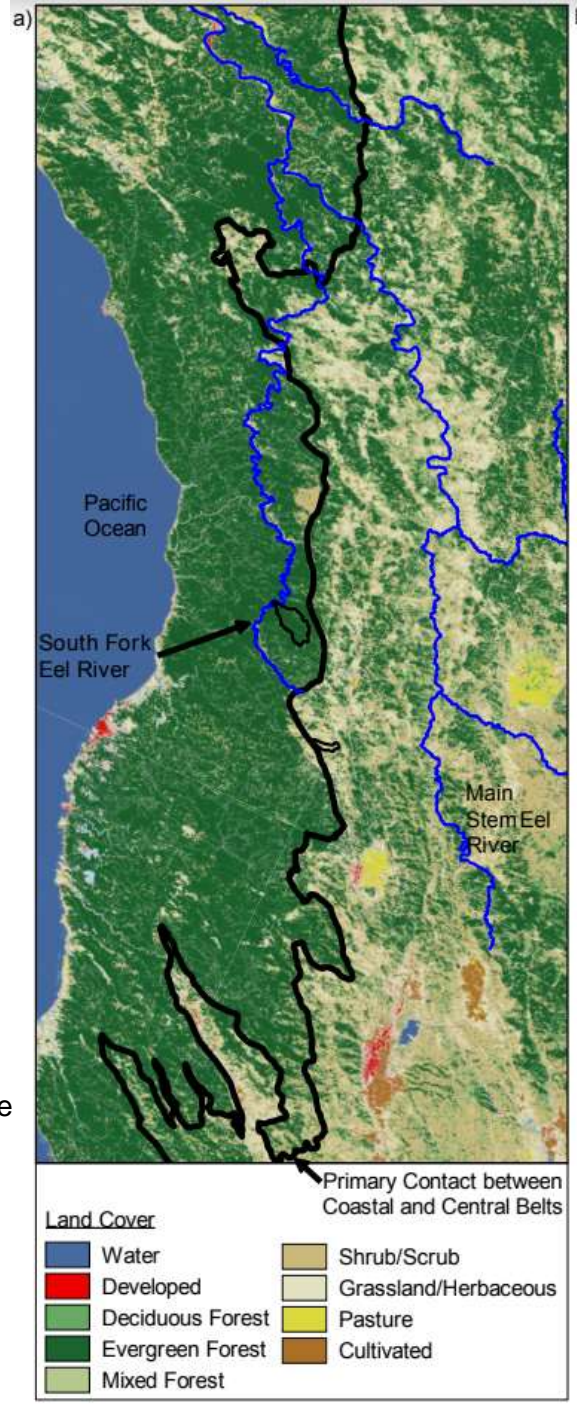 a)
Pacific
Ocean
South Fork
Eel River
Main
Stem Eel
River
e
Primary Contact between
Coastal and Central Belts
Land Cover
Water
Developed
Deciduous Forest
Evergreen Forest
Mixed Forest
Shrub/Scrub
Grassland/Herbaceous
Pasture
Cultivated